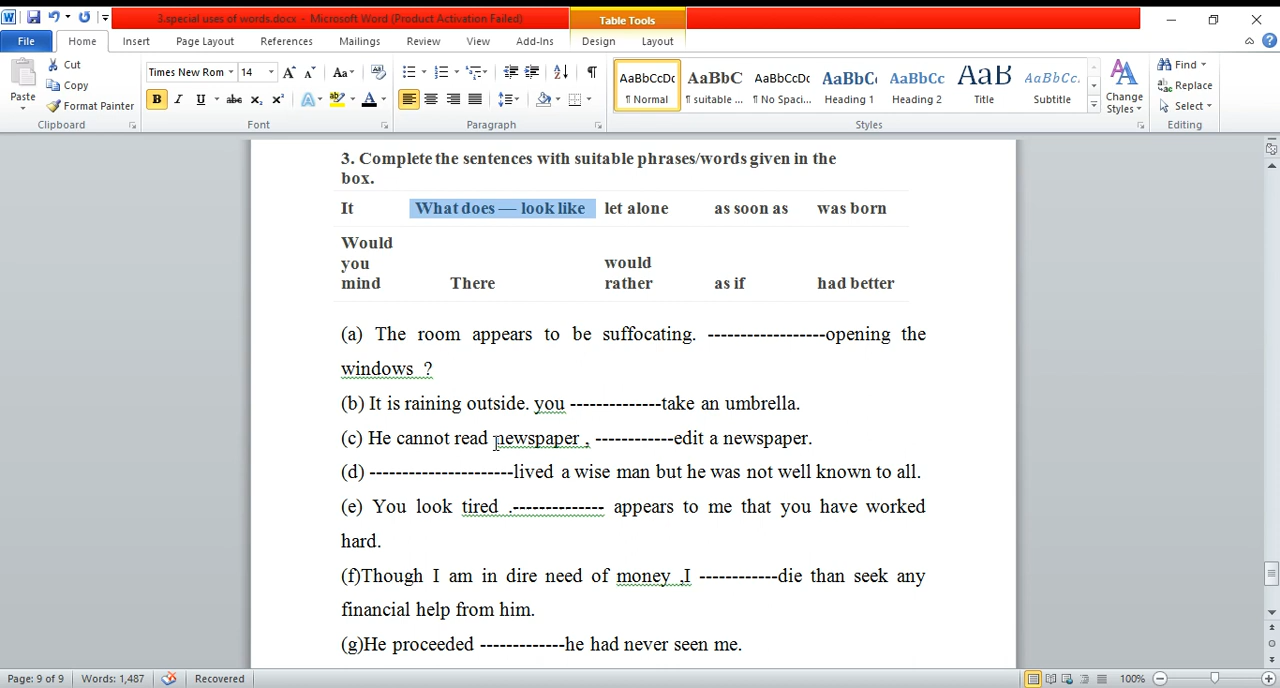 3.special uses of words.docx - Microsoft Word (Product Activation Failed)
Table Tools
File Home Insert Page Layout References Mailings Review View Add-Ins Design Layout
Paste
Cut
Copy
Format Painter
Clipboard
Times New Rom 14
Font
Paragraph
AaBbCcDc AaBbC AaBbCcDc AaBbC AaBbCc AaB AaBbCc.
¶ Normal ¶ suitable ... ¶ No Spaci... Heading 1 Heading 2 Title Subtitle
Styles
Change Styles
Find
Replace
Select
Editing
3. Complete the sentences with suitable phrases/words given in the
box.
It What does — look like let alone as soon as was born
Would
you would
mind There rather as if had better
(a) The room appears to be suffocating. ------------------opening the
windows ?
(b) It is raining outside. you --------------take an umbrella.
(c) He cannot read newspaper , ------------edit a newspaper.
(d) ----------------------lived a wise man but he was not well known to all.
(e) You look tired .-------------- appears to me that you have worked
hard.
(f)Though I am in dire need of money ,I ------------die than seek any
financial help from him.
(g)He proceeded -------------he had never seen me.
Page: 9 of 9 Words: 1,487 Recovered 100%